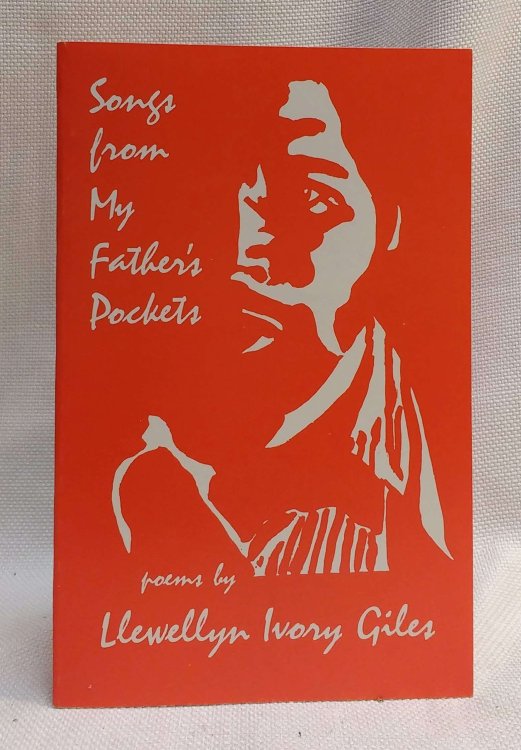 Songs
from
My
Father's
Pockets
poems by
Llewellyn Ivory Giles